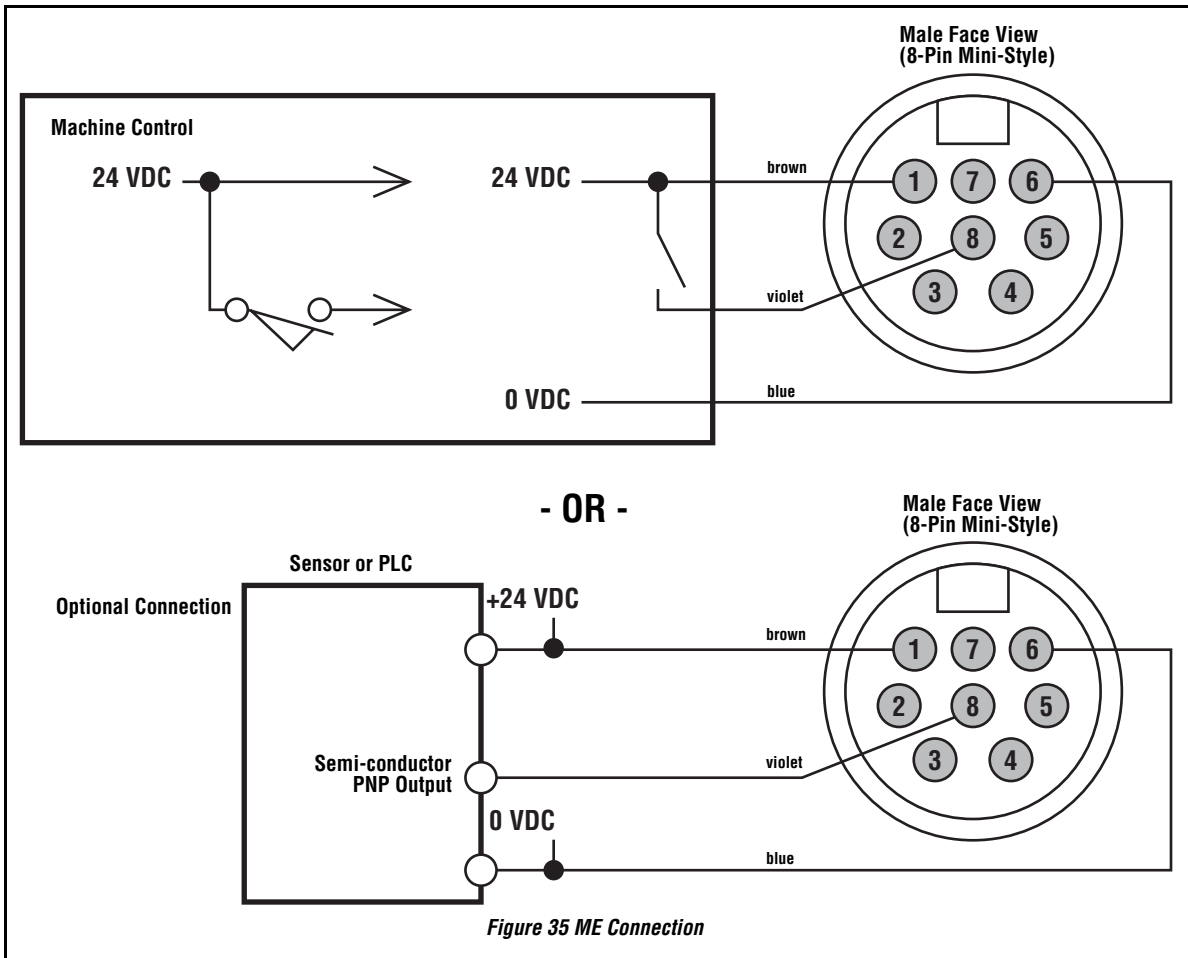 Male Face View
(8-Pin Mini-Style)
Machine Control
24 VDC
24 VDC
brown
1
7
6
2
8
5
3
4
violet
0 VDC
blue
- OR -
Male Face View
(8-Pin Mini-Style)
Sensor or PLC
Optional Connection
+24 VDC
brown
1
7
6
2
8
5
3
4
Semi-conductor
PNP Output
violet
0 VDC
blue
Figure 35 ME Connection